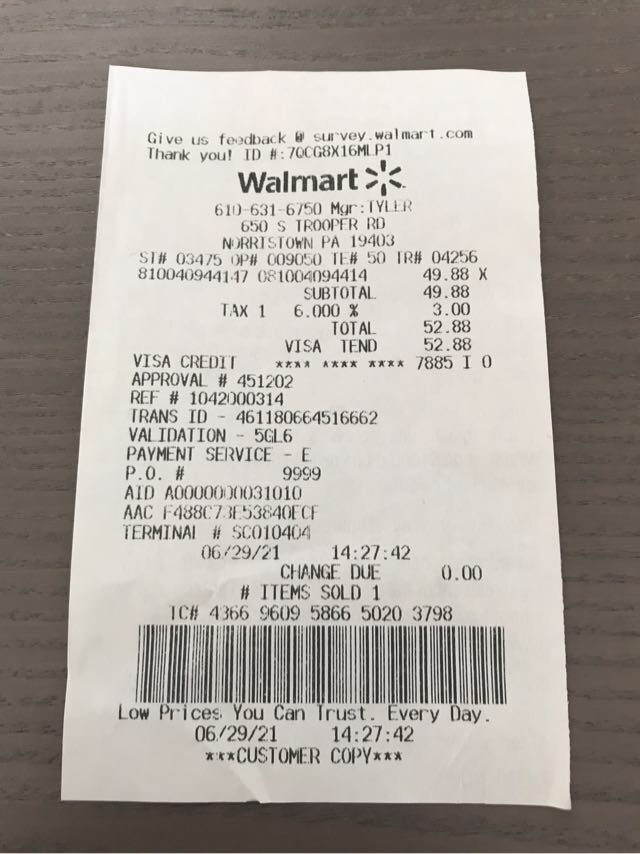 Give us feedback @ survey.walmart.com
Thank you! ID #:7QCG8X16MLP1
Walmart
610-631-6750 Mgr:TYLER
650 S TROOPER RD
NORRISTOWN PA 19403
ST# 03475 OP# 009050 TE# 50 TR# 04256
810040944147 081004094414 49.88 X
SUBTOTAL 49.88
TAX 1 6.000 % 3.00
TOTAL 52.88
VISA TEND 52.88
VISA CREDIT **** **** **** 7885 I 0
APPROVAL # 451202
REF # 1042000314
TRANS ID - 461180664516662
VALIDATION - 5GL6
PAYMENT SERVICE - E
P.O. # 9999
AID A0000000031010
AAC F488C73E53840ECF
TERMINAL # SC010404
06/29/21 14:27:42
CHANGE DUE 0.00
# ITEMS SOLD 1
TC# 4366 9609 5866 5020 3798
Low Prices You Can Trust. Every Day.
06/29/21 14:27:42
***CUSTOMER COPY***